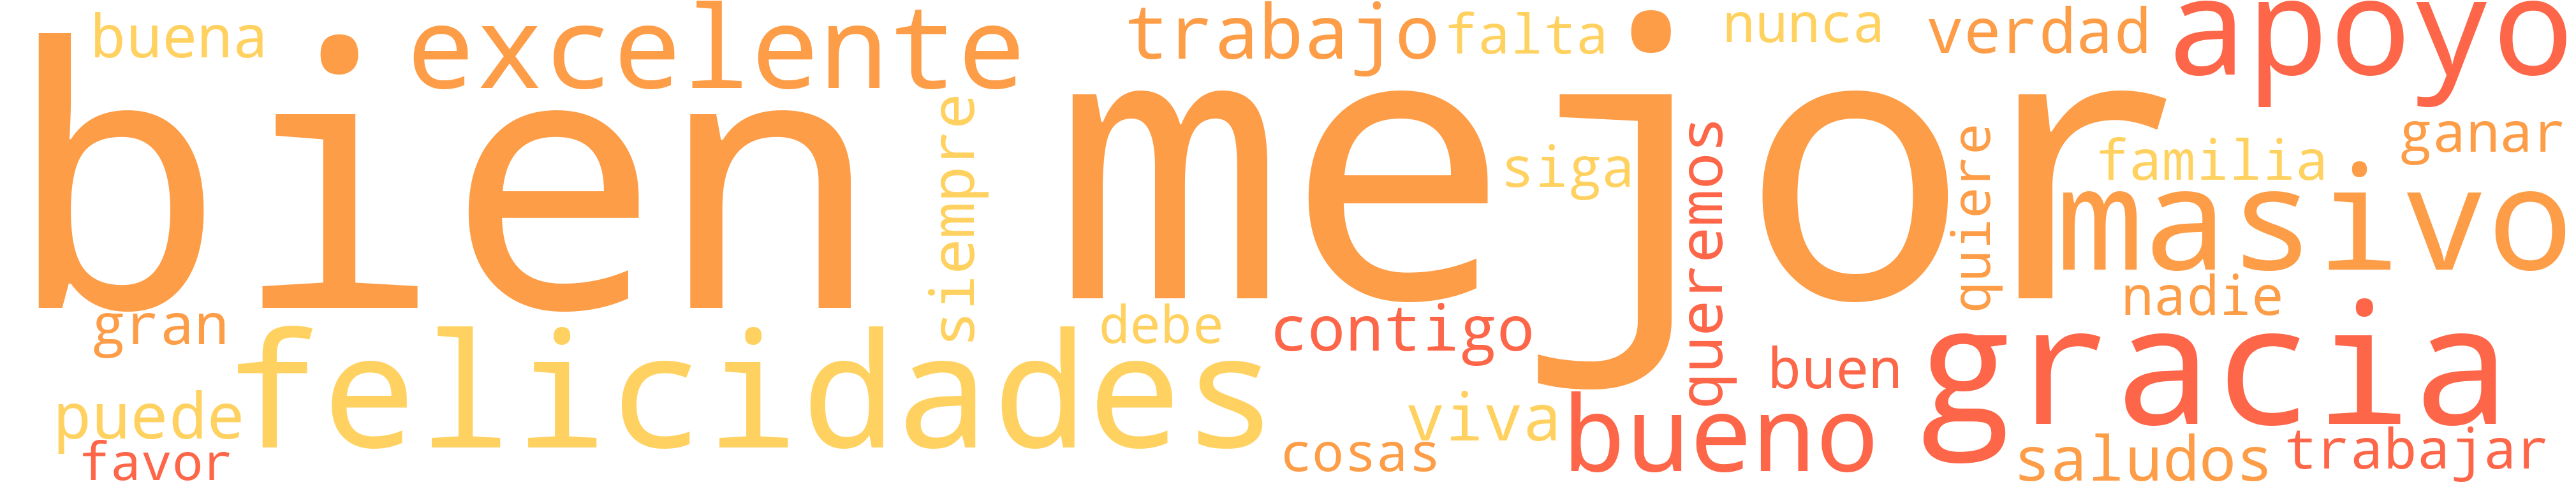 buena
excelente
trabajo
falta
nunca
verdad
apoyo
bien
mejor
siempre
siga
queremos
quiere
familia
ganar
masivo
nadie
gran
felicidades
debe
contigo
buen
gracia
puede
viva
bueno
favor
cosas
saludos
trabajar